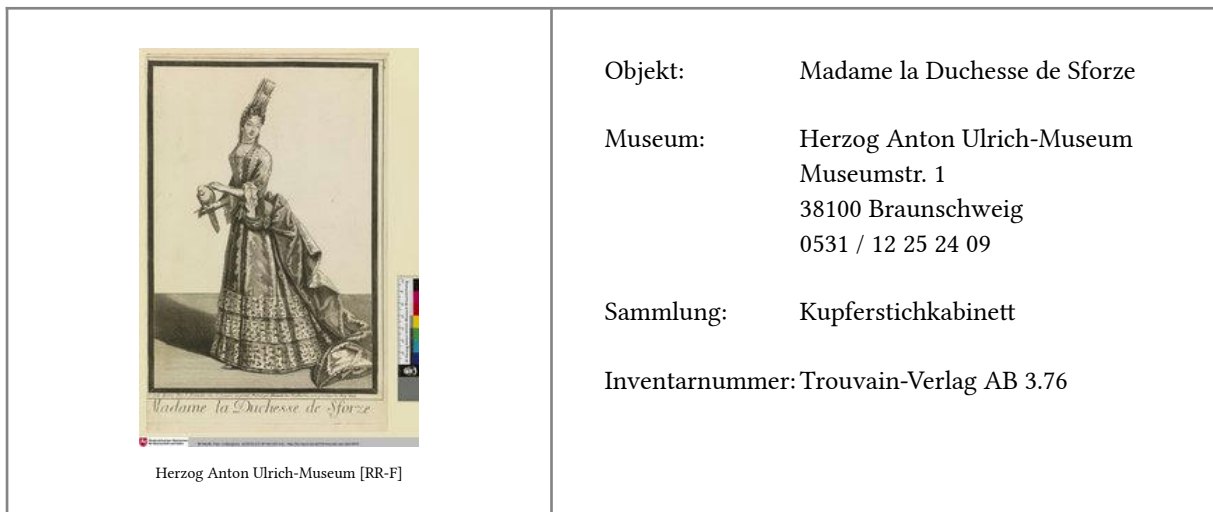 Madame la Duchesse de Sforze
Herzog Anton Ulrich-Museum [RR-F]
Objekt: Madame la Duchesse de Sforze
Museum: Herzog Anton Ulrich-Museum
Museumstr. 1
38100 Braunschweig
0531 / 12 25 24 09
Sammlung: Kupferstichkabinett
Inventarnummer: Trouvain-Verlag AB 3.76